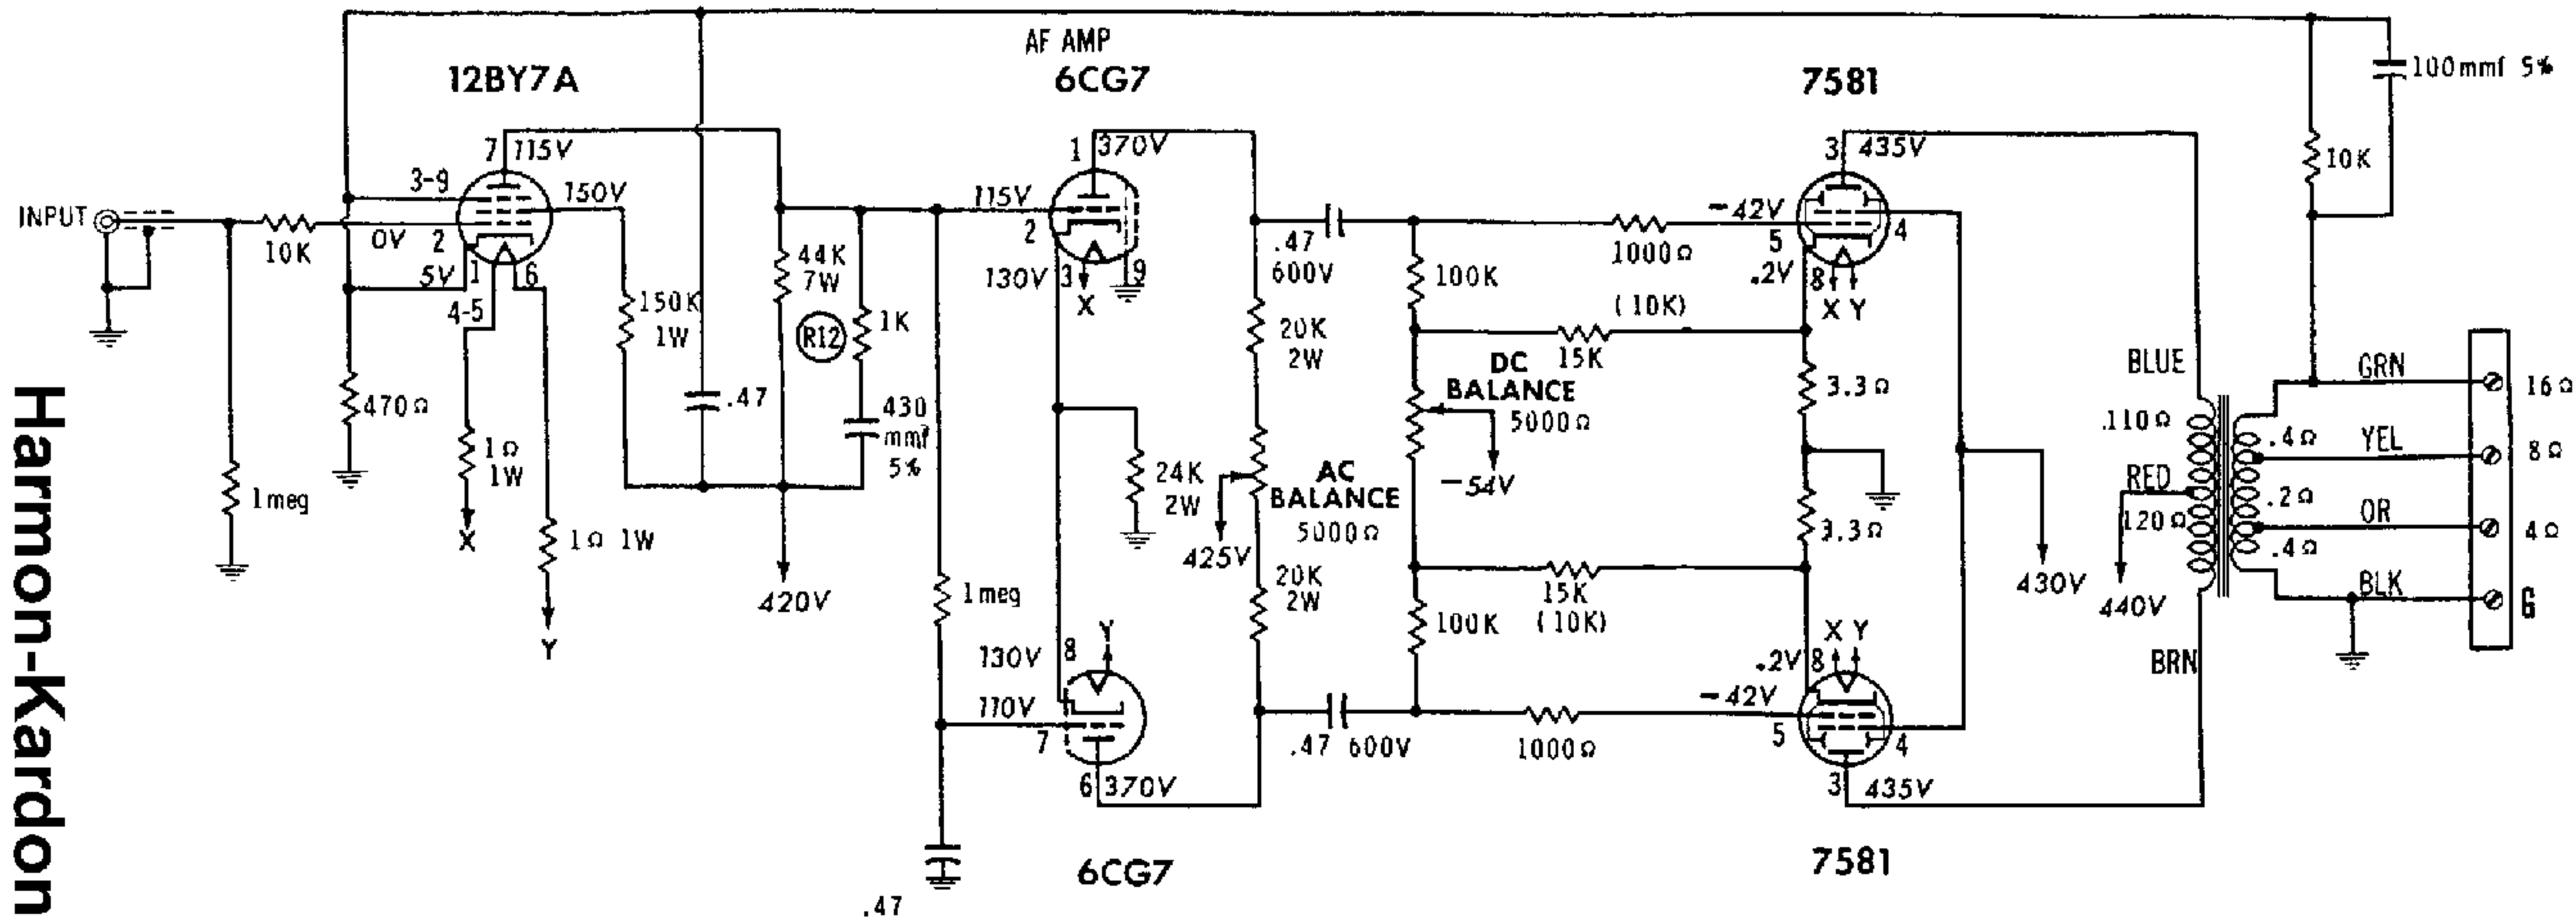 AF AMP
12BY7A
6CG7
7581
100mmf 5%
7
115V
1
370V
3
435V
10K
3-9
150V
115V
-42V
INPUT
10K
0V
2
2
5
4
5V
1
6
44K
7W
130V
3
9
.47
600V
1000Ω
.2V
8
4-5
X
X Y
150K
1W
R12
1K
100K
(10K)
20K
2W
15K
DC
BALANCE
5000Ω
BLUE
GRN
16Ω
470Ω
.47
430
mmf
5%
3.3Ω
.110Ω
.4Ω
YEL
8Ω
1Ω
1W
24K
2W
AC
BALANCE
5000Ω
-54V
RED
120Ω
.2Ω
OR
4Ω
1meg
X
1Ω 1W
425V
3.3Ω
.4Ω
420V
1meg
20K
2W
15K
(10K)
430V
440V
BLK
G
Y
Y
100K
X Y
130V
8
.2V
8
BRN
110V
-42V
7
.47 600V
1000Ω
5
4
6
370V
3
435V
6CG7
7581
.47
Harmon-Kardon